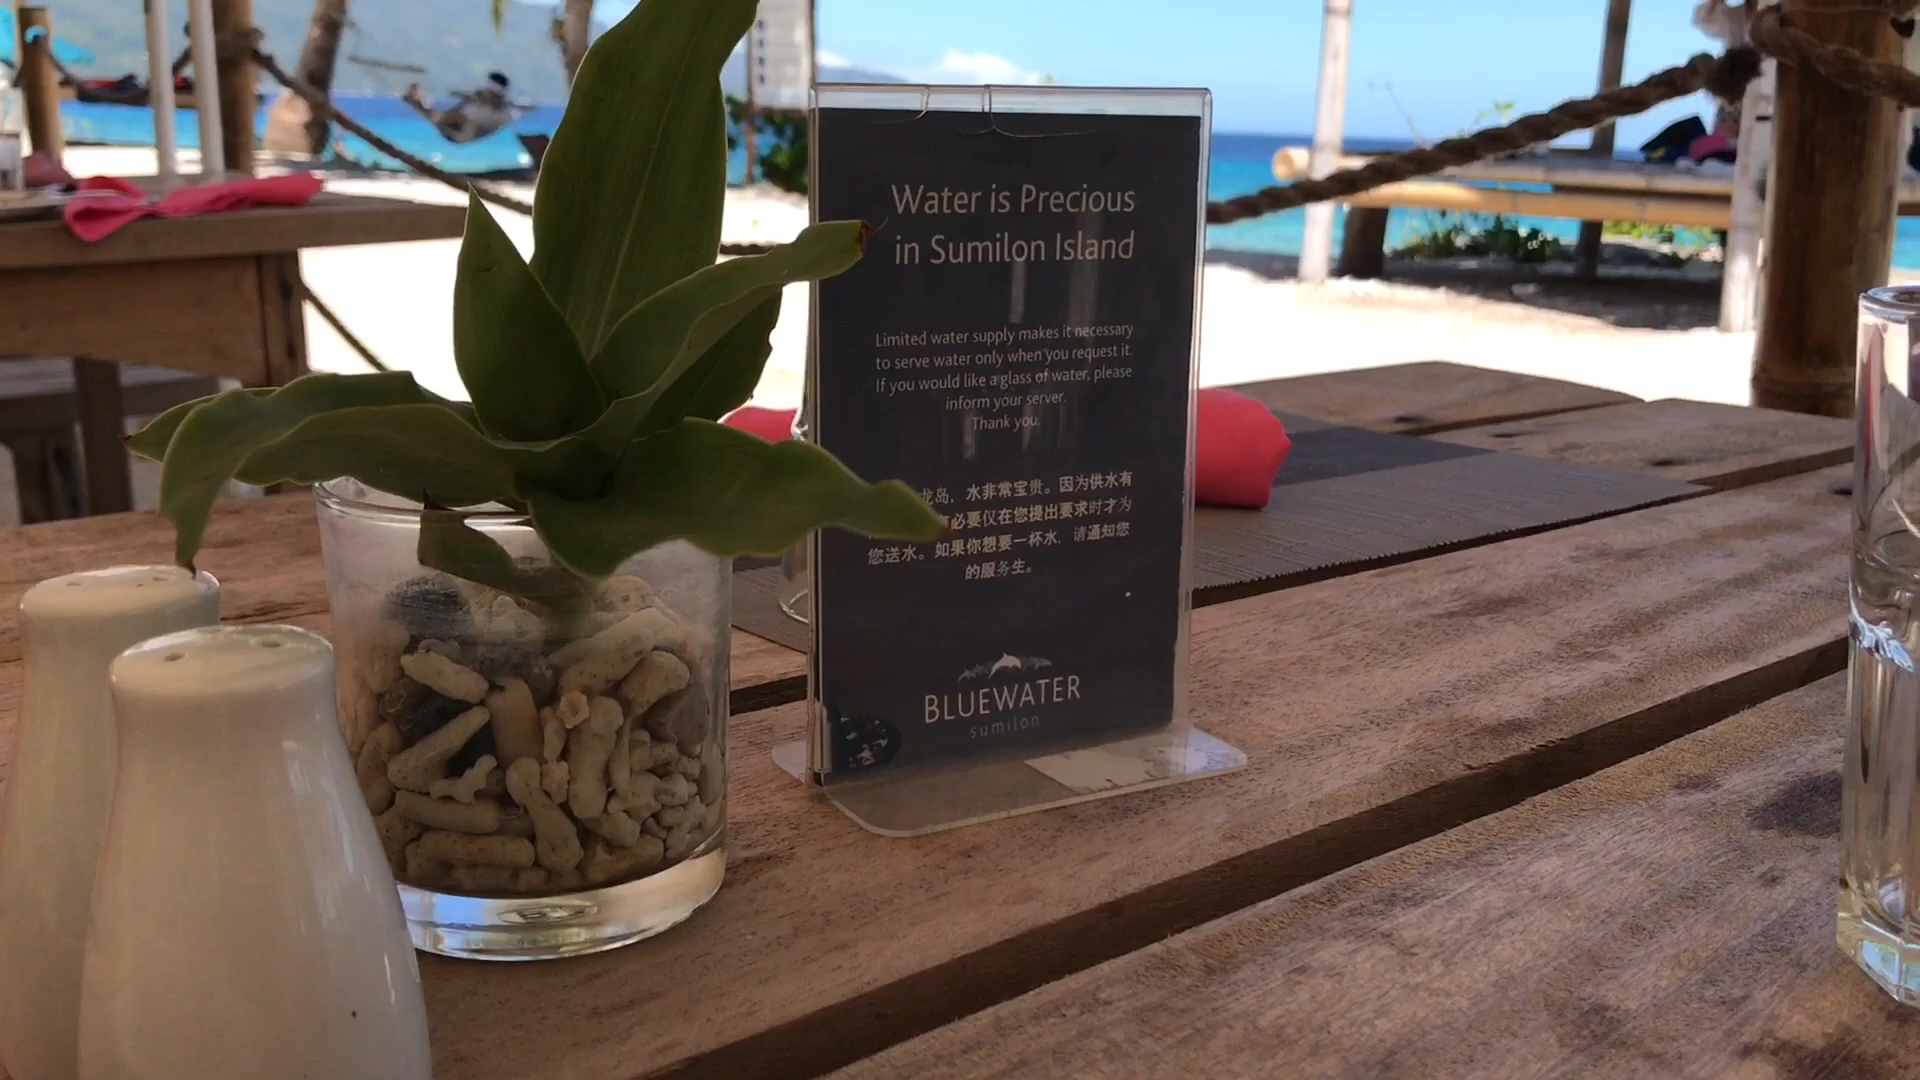 Water is Precious
in Sumilon Island
Limited water supply makes it necessary
to serve water only when you request it.
If you would like a glass of water, please
inform your server.
Thank you.
龙岛，水非常宝贵。因为供水有
必要仅在您提出要求时才为
您送水。如果你想要一杯水，请通知您
的服务生。
BLUEWATER
sumilon